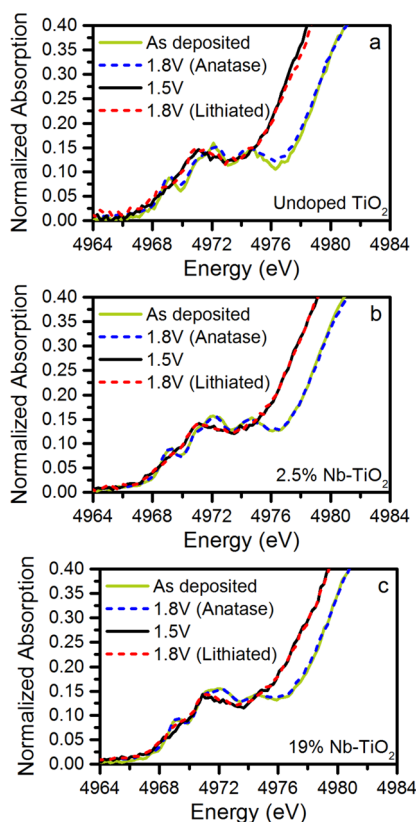 0.40
0.35
0.30
0.25
0.20
0.15
0.10
0.05
0.00
Normalized Absorption
As deposited
1.8V (Anatase)
1.5V
1.8V (Lithiated)
a
Undoped TiO₂
4964 4968 4972 4976 4980 4984
Energy (eV)
0.40
0.35
0.30
0.25
0.20
0.15
0.10
0.05
0.00
Normalized Absorption
As deposited
1.8V (Anatase)
1.5V
1.8V (Lithiated)
b
2.5% Nb-TiO₂
4964 4968 4972 4976 4980 4984
Energy (eV)
0.40
0.35
0.30
0.25
0.20
0.15
0.10
0.05
0.00
Normalized Absorption
As deposited
1.8V (Anatase)
1.5V
1.8V (Lithiated)
c
19% Nb-TiO₂
4964 4968 4972 4976 4980 4984
Energy (eV)